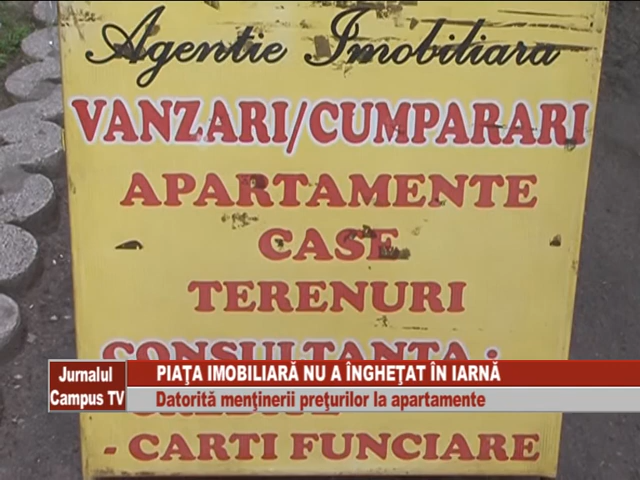 Agentie Imobiliara
VANZARI/CUMPARARI
APARTAMENTE
CASE
TERENURI
CONSULTANTA :
Jurnalul
Campus TV
PIAŢA IMOBILIARĂ NU A ÎNGHEŢAT ÎN IARNĂ
Datorită menţinerii preţurilor la apartamente
- CARTI FUNCIARE